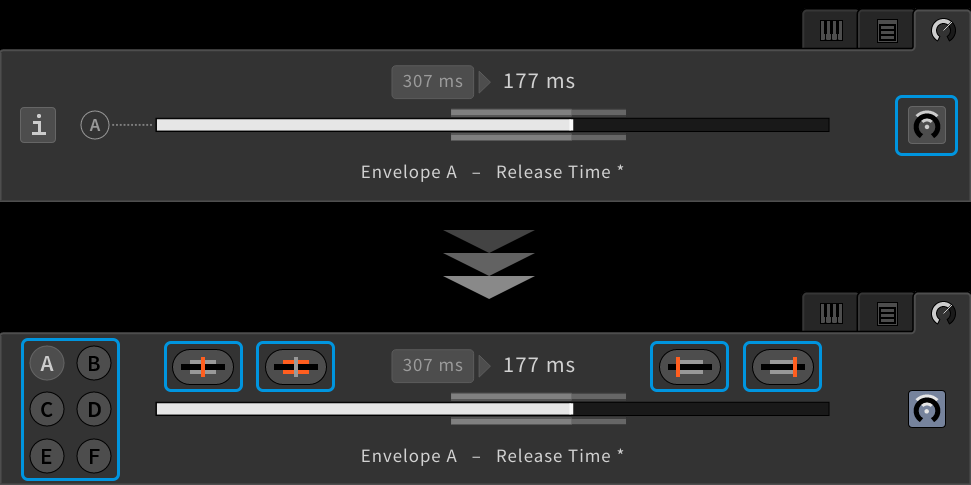 307 ms 177 ms
i A
Envelope A – Release Time *
A B 307 ms 177 ms
C D
E F
Envelope A – Release Time *